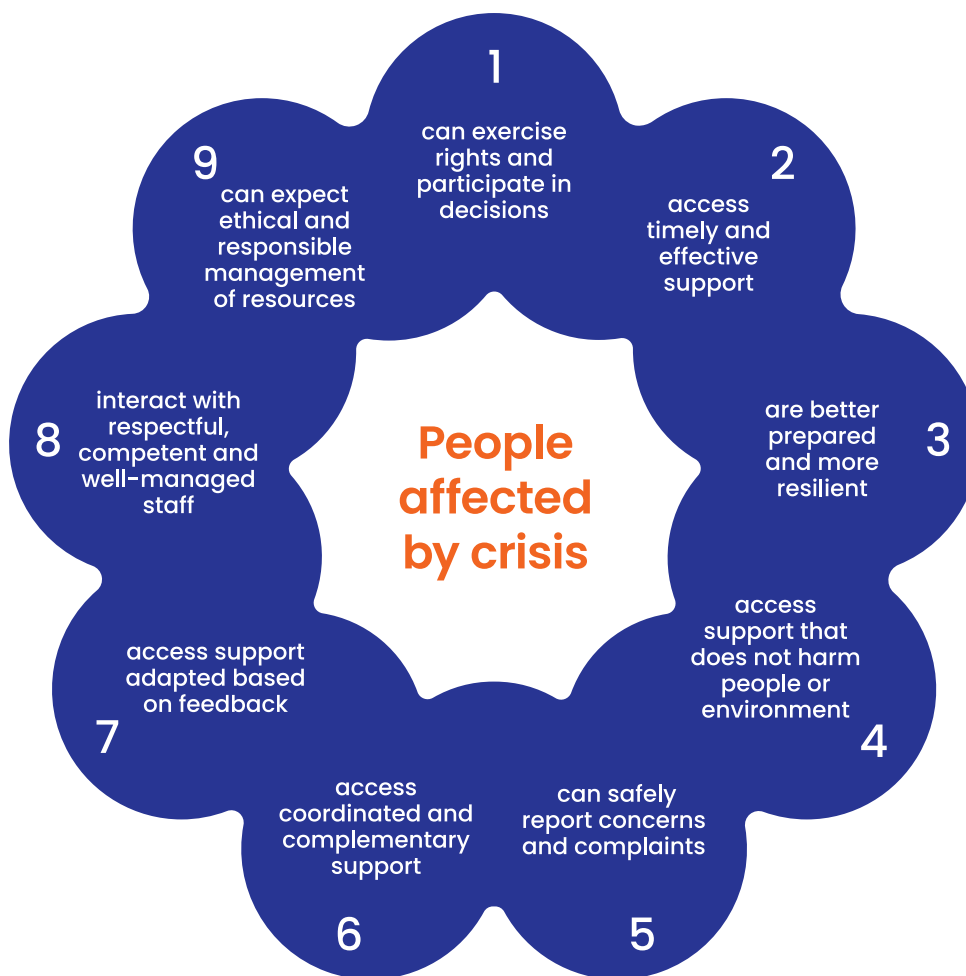 People
affected
by crisis
1
can exercise
rights and
participate in
decisions
2
access
timely and
effective
support
3
are better
prepared
and more
resilient
4
access
support that
does not harm
people or
environment
5
can safely
report concerns
and complaints
6
access
coordinated and
complementary
support
7
access support
adapted based
on feedback
8
interact with
respectful,
competent and
well-managed
staff
9
can expect
ethical and
responsible
management
of resources